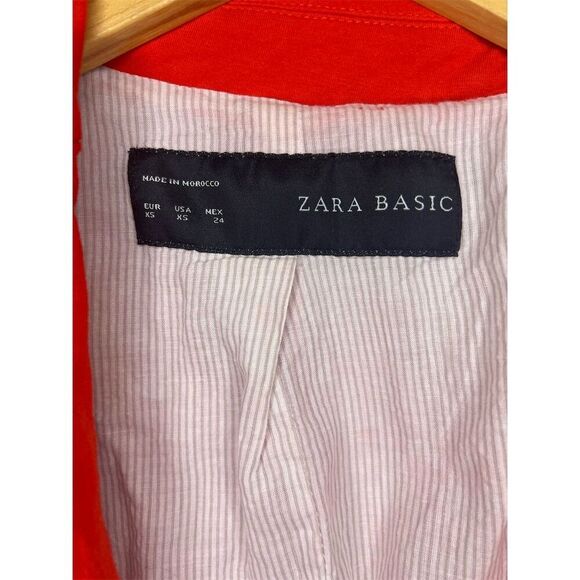 MADE IN MOROCCO
EUR USA MEX
XS XS 24
ZARA BASIC